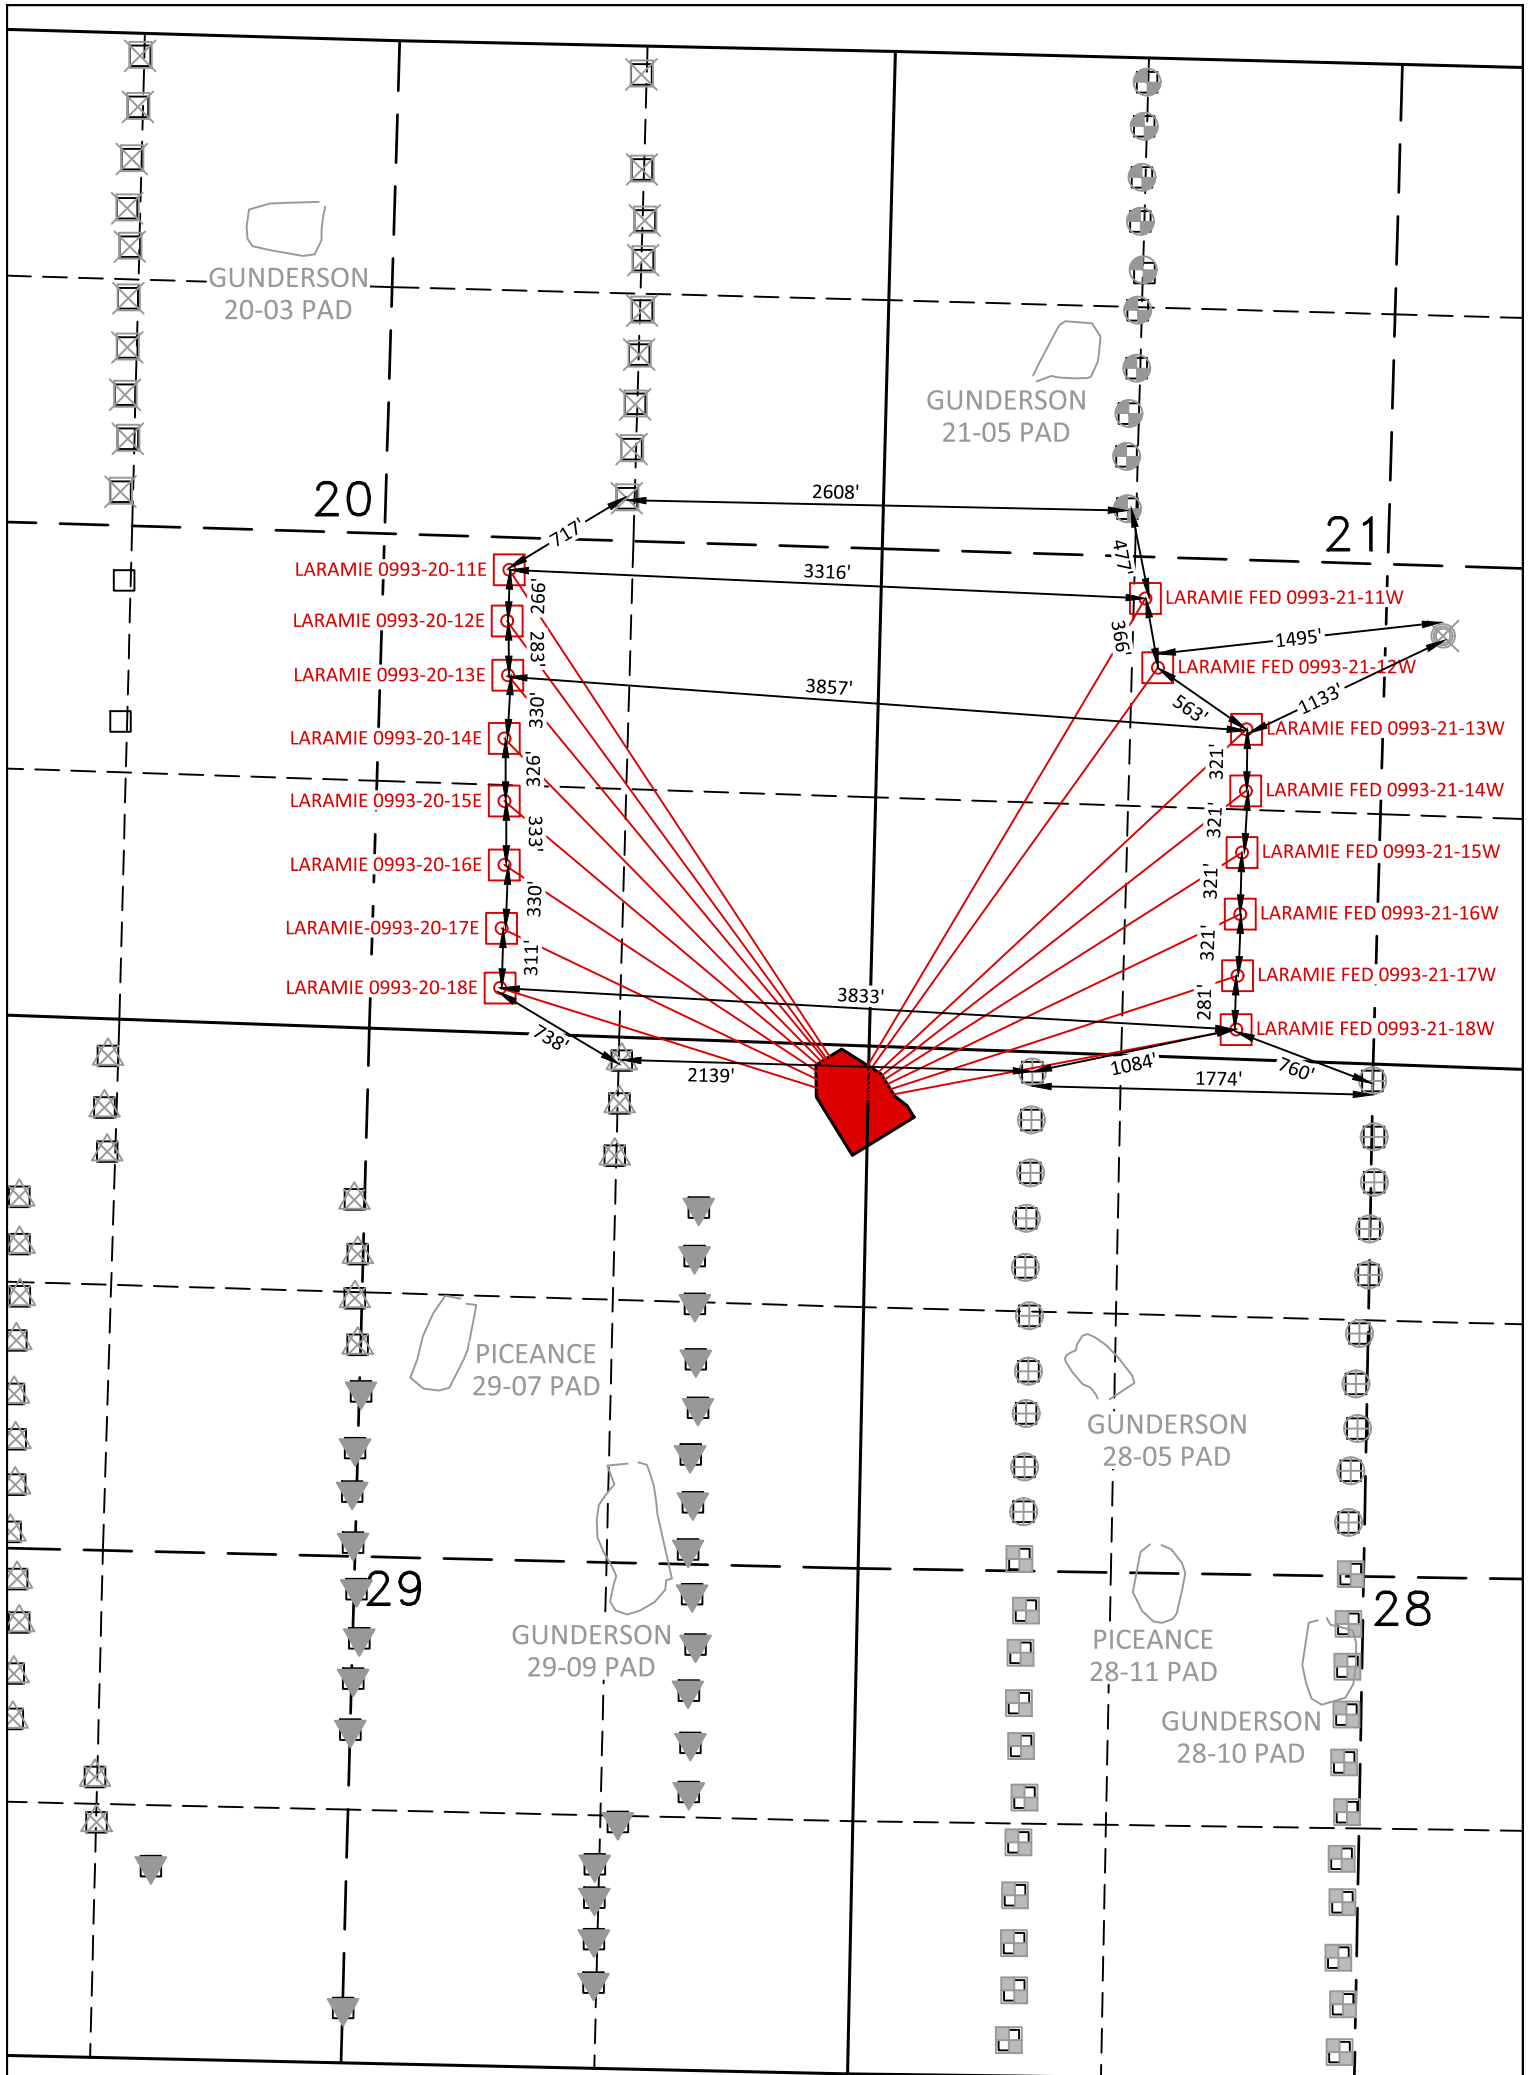 GUNDERSON
20-03 PAD
GUNDERSON
21-05 PAD
20
21
2608'
717'
477'
LARAMIE 0993-20-11E
266'
3316'
LARAMIE FED 0993-21-11W
LARAMIE 0993-20-12E
283'
366'
1495'
LARAMIE 0993-20-13E
LARAMIE FED 0993-21-12W
3857'
563'
1133'
330'
LARAMIE 0993-20-14E
LARAMIE FED 0993-21-13W
326'
321'
LARAMIE 0993-20-15E
LARAMIE FED 0993-21-14W
333'
321'
LARAMIE 0993-20-16E
LARAMIE FED 0993-21-15W
330'
321'
LARAMIE 0993-20-17E
LARAMIE FED 0993-21-16W
311'
321'
LARAMIE 0993-20-18E
LARAMIE FED 0993-21-17W
3833'
281'
738'
LARAMIE FED 0993-21-18W
2139'
1084'
1774'
760'
PICEANCE
29-07 PAD
GUNDERSON
28-05 PAD
29
28
GUNDERSON
29-09 PAD
PICEANCE
28-11 PAD
GUNDERSON
28-10 PAD